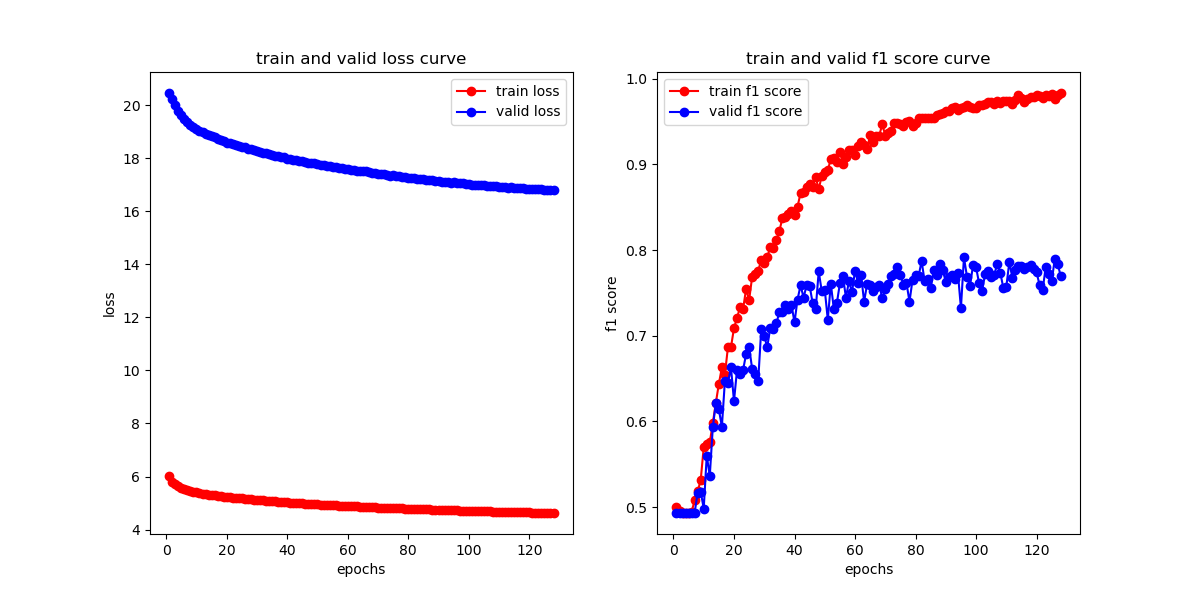 train and valid loss curve
train loss
valid loss
20
18
16
14
12
10
8
6
4
loss
0
20
40
60
80
100
120
epochs
train and valid f1 score curve
train f1 score
valid f1 score
1.0
0.9
0.8
0.7
0.6
0.5
f1 score
0
20
40
60
80
100
120
epochs